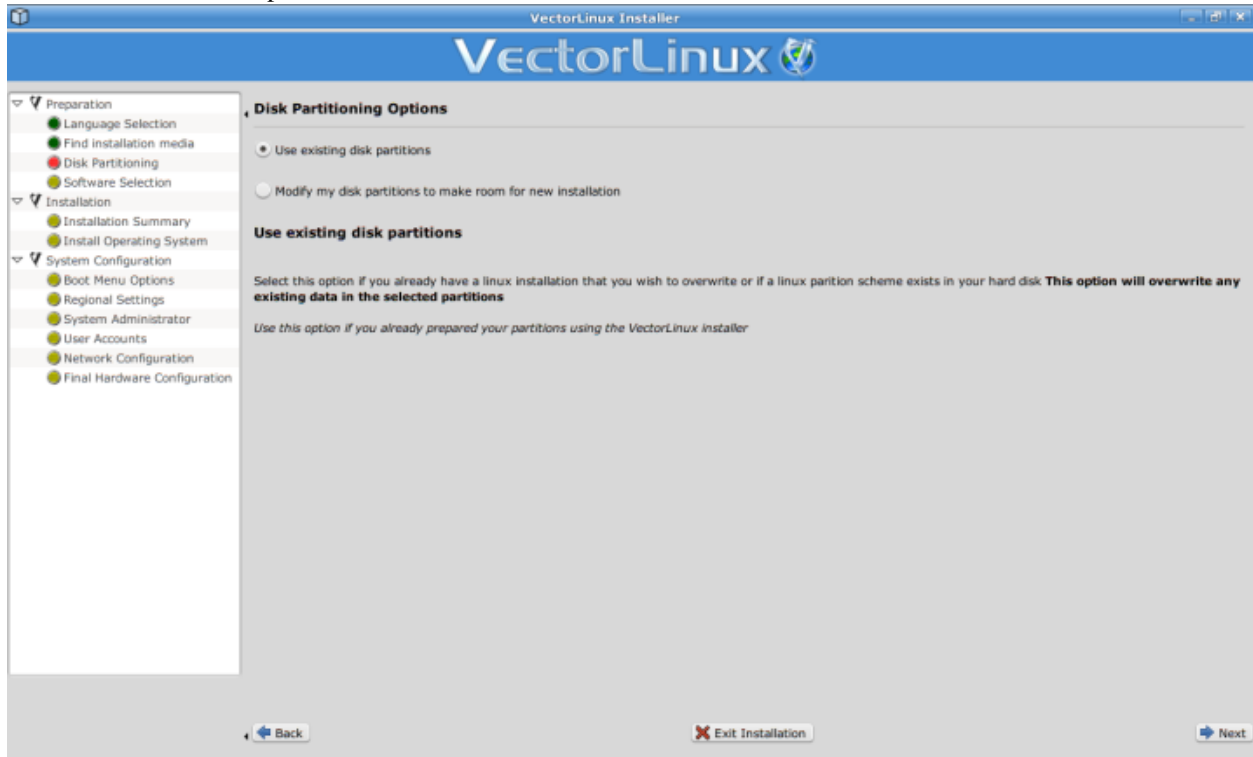 VectorLinux Installer
VectorLinux
Preparation
Language Selection
Find installation media
Disk Partitioning
Software Selection
Installation
Installation Summary
Install Operating System
System Configuration
Boot Menu Options
Regional Settings
System Administrator
User Accounts
Network Configuration
Final Hardware Configuration
Disk Partitioning Options
Use existing disk partitions
Modify my disk partitions to make room for new installation
Use existing disk partitions
Select this option if you already have a linux installation that you wish to overwrite or if a linux parition scheme exists in your hard disk This option will overwrite any
existing data in the selected partitions
Use this option if you already prepared your partitions using the VectorLinux installer
Back
Exit Installation
Next